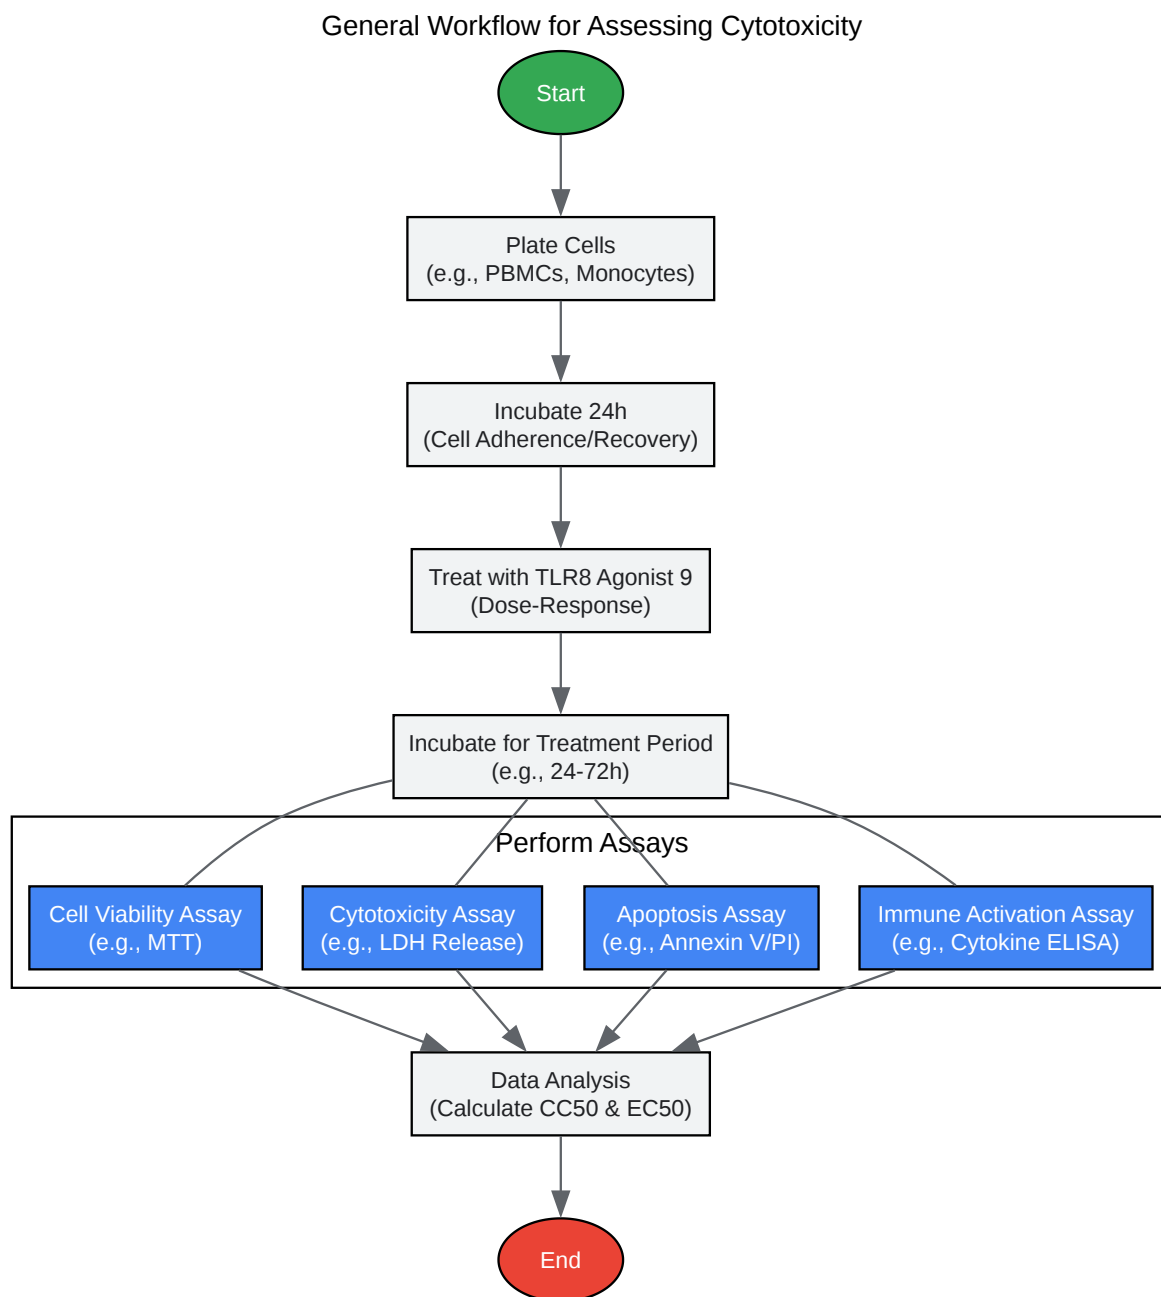 General Workflow for Assessing Cytotoxicity
Start
Plate Cells
(e.g., PBMCs, Monocytes)
Incubate 24h
(Cell Adherence/Recovery)
Treat with TLR8 Agonist 9
(Dose-Response)
Incubate for Treatment Period
(e.g., 24-72h)
Perform Assays
Cell Viability Assay
(e.g., MTT)
Cytotoxicity Assay
(e.g., LDH Release)
Apoptosis Assay
(e.g., Annexin V/PI)
Immune Activation Assay
(e.g., Cytokine ELISA)
Data Analysis
(Calculate CC50 & EC50)
End